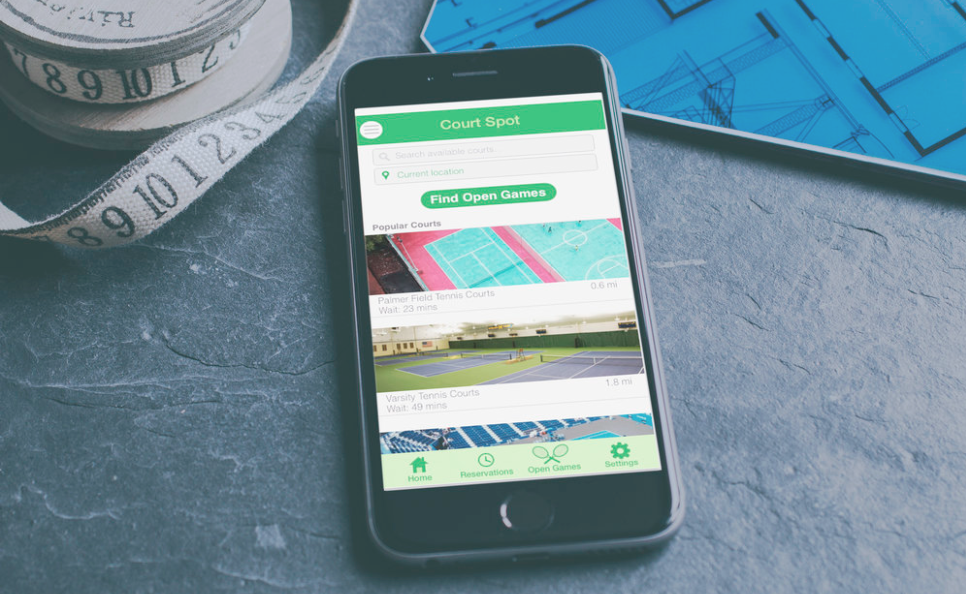 7 8 9 10 1 2
8 9 10 11 12 1 2 3 4
Court Spot
Search available courts
Current location
Find Open Games
Popular Courts
Palmer Field Tennis Courts
0.6 mi
Wait: 23 mins
Varsity Tennis Courts
1.8 mi
Wait: 49 mins
Home
Reservations
Open Games
Settings